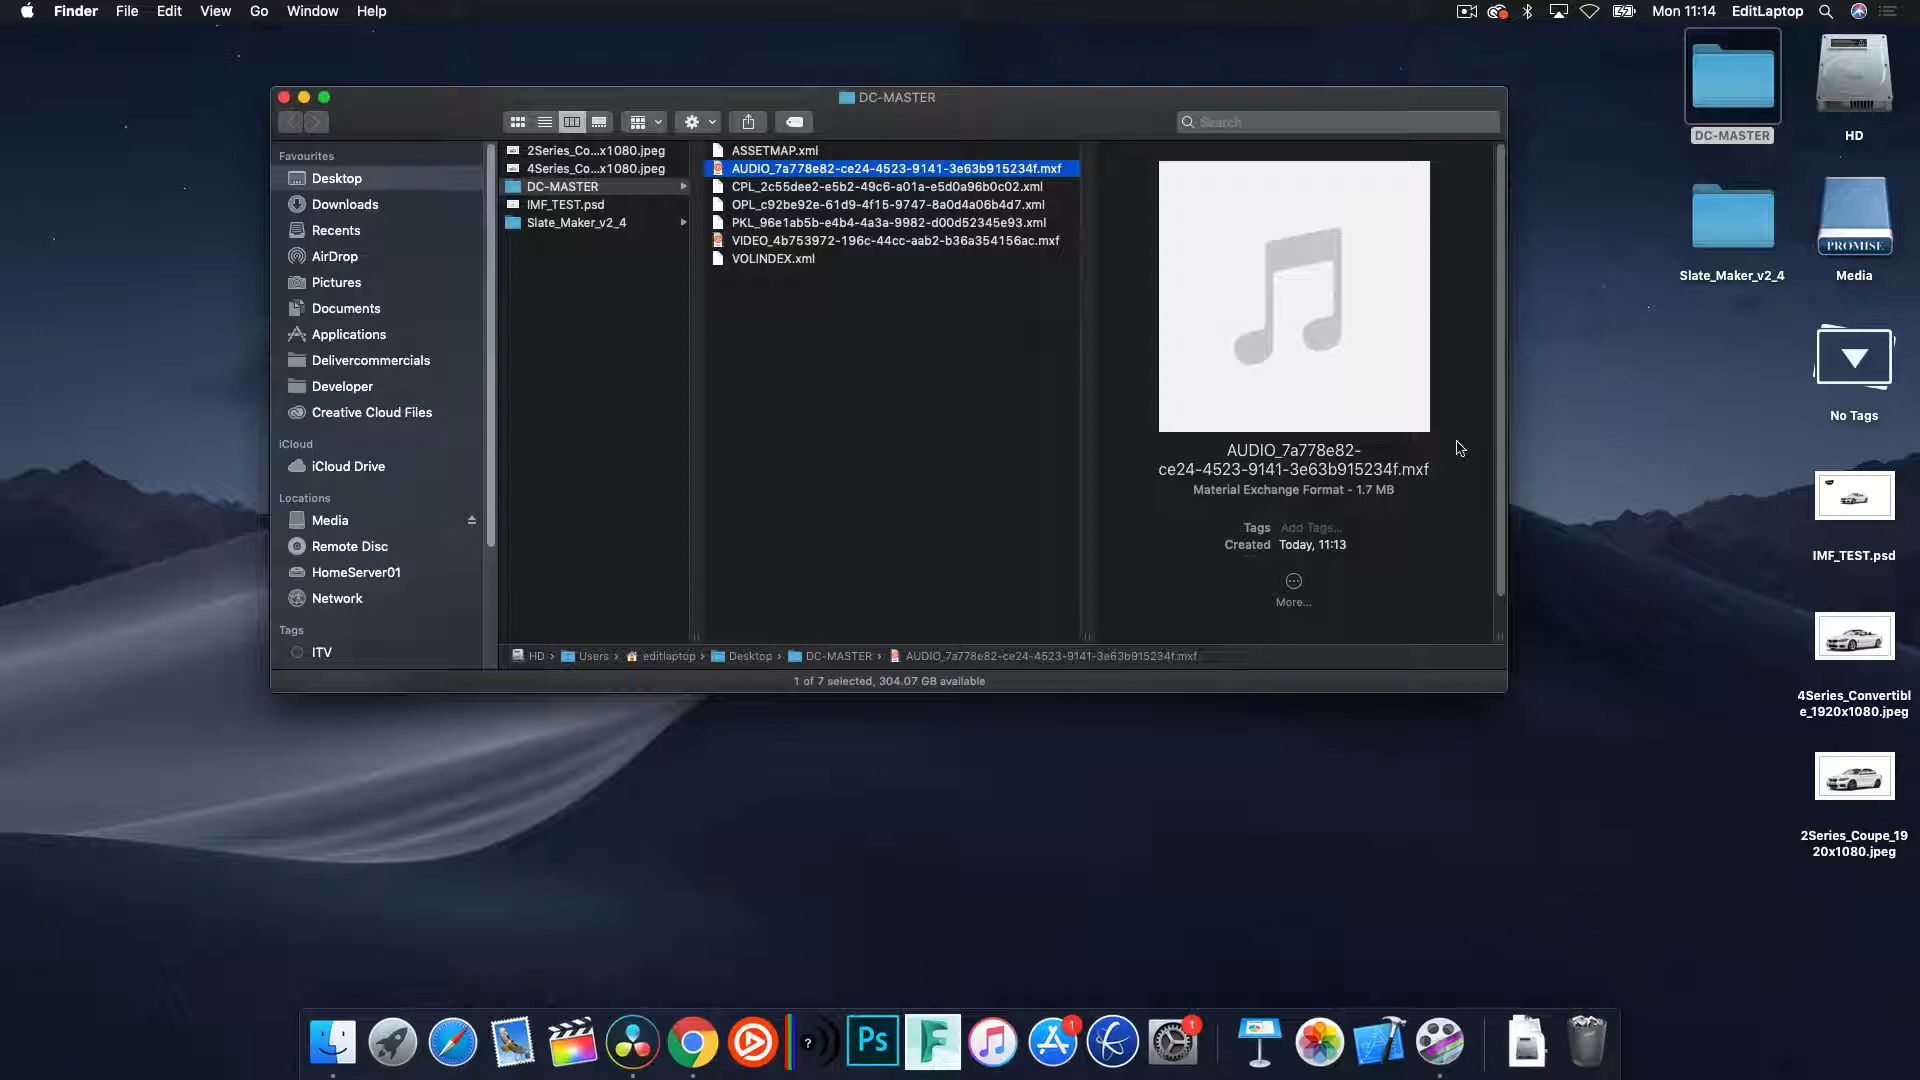 Finder File Edit View Go Window Help
Mon 11:14 EditLaptop
DC-MASTER
Search
Favourites
Desktop
Downloads
Recents
AirDrop
Pictures
Documents
Applications
Delivercommercials
Developer
Creative Cloud Files
iCloud
iCloud Drive
Locations
Media
Remote Disc
HomeServer01
Network
Tags
ITV
2Series_Co...x1080.jpeg
4Series_Co...x1080.jpeg
DC-MASTER
IMF_TEST.psd
Slate_Maker_v2_4
ASSETMAP.xml
AUDIO_7a778e82-ce24-4523-9141-3e63b915234f.mxf
CPL_2c55dee2-e5b2-49c6-a01a-e5d0a96b0c02.xml
OPL_c92be92e-61d9-4f15-9747-8a0d4a06b4d7.xml
PKL_96e1ab5b-e4b4-4a3a-9982-d00d52345e93.xml
VIDEO_4b753972-196c-44cc-aab2-b36a354156ac.mxf
VOLINDEX.xml
AUDIO_7a778e82-
ce24-4523-9141-3e63b915234f.mxf
Material Exchange Format - 1.7 MB
Tags Add Tags...
Created Today, 11:13
More...
HD › Users › editlaptop › Desktop › DC-MASTER › AUDIO_7a778e82-ce24-4523-9141-3e63b915234f.mxf
1 of 7 selected, 304.07 GB available
DC-MASTER
HD
Slate_Maker_v2_4
PROMISE
Media
No Tags
IMF_TEST.psd
4Series_Convertibl
e_1920x1080.jpeg
2Series_Coupe_19
20x1080.jpeg
?
Ps
1
1